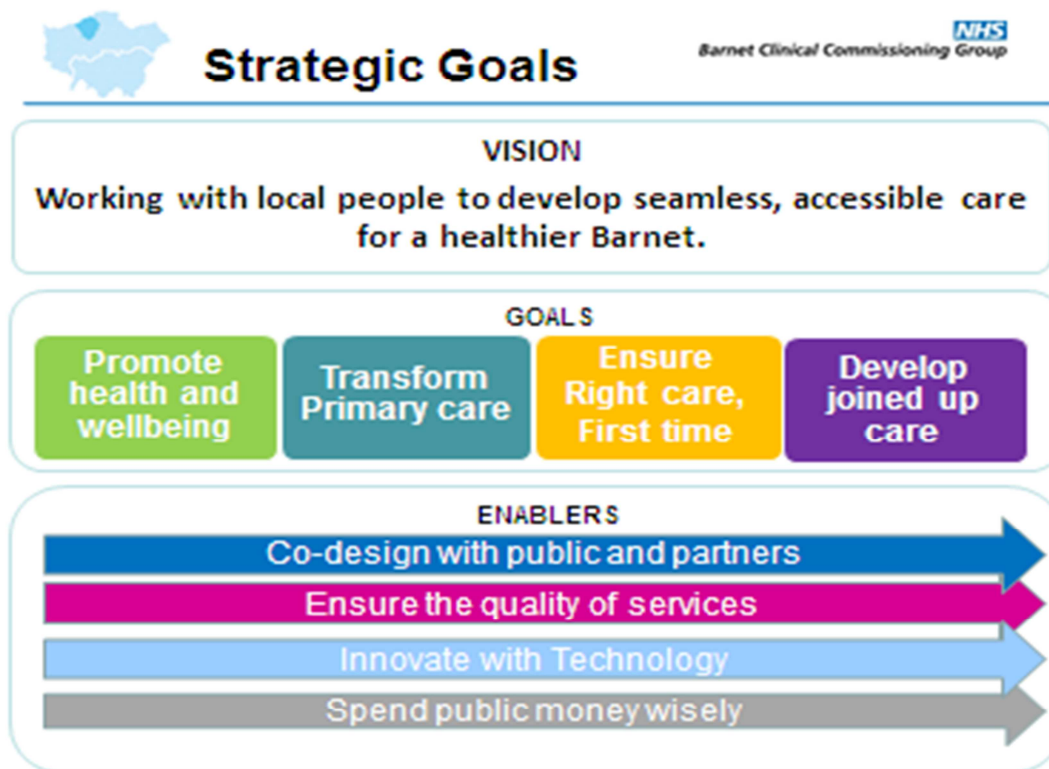 Strategic Goals
NHS
Barnet Clinical Commissioning Group
VISION
Working with local people to develop seamless, accessible care
for a healthier Barnet.
GOALS
Promote
health and
wellbeing
Transform
Primary care
Ensure
Right care,
First time
Develop
joined up
care
ENABLERS
Co-design with public and partners
Ensure the quality of services
Innovate with Technology
Spend public money wisely